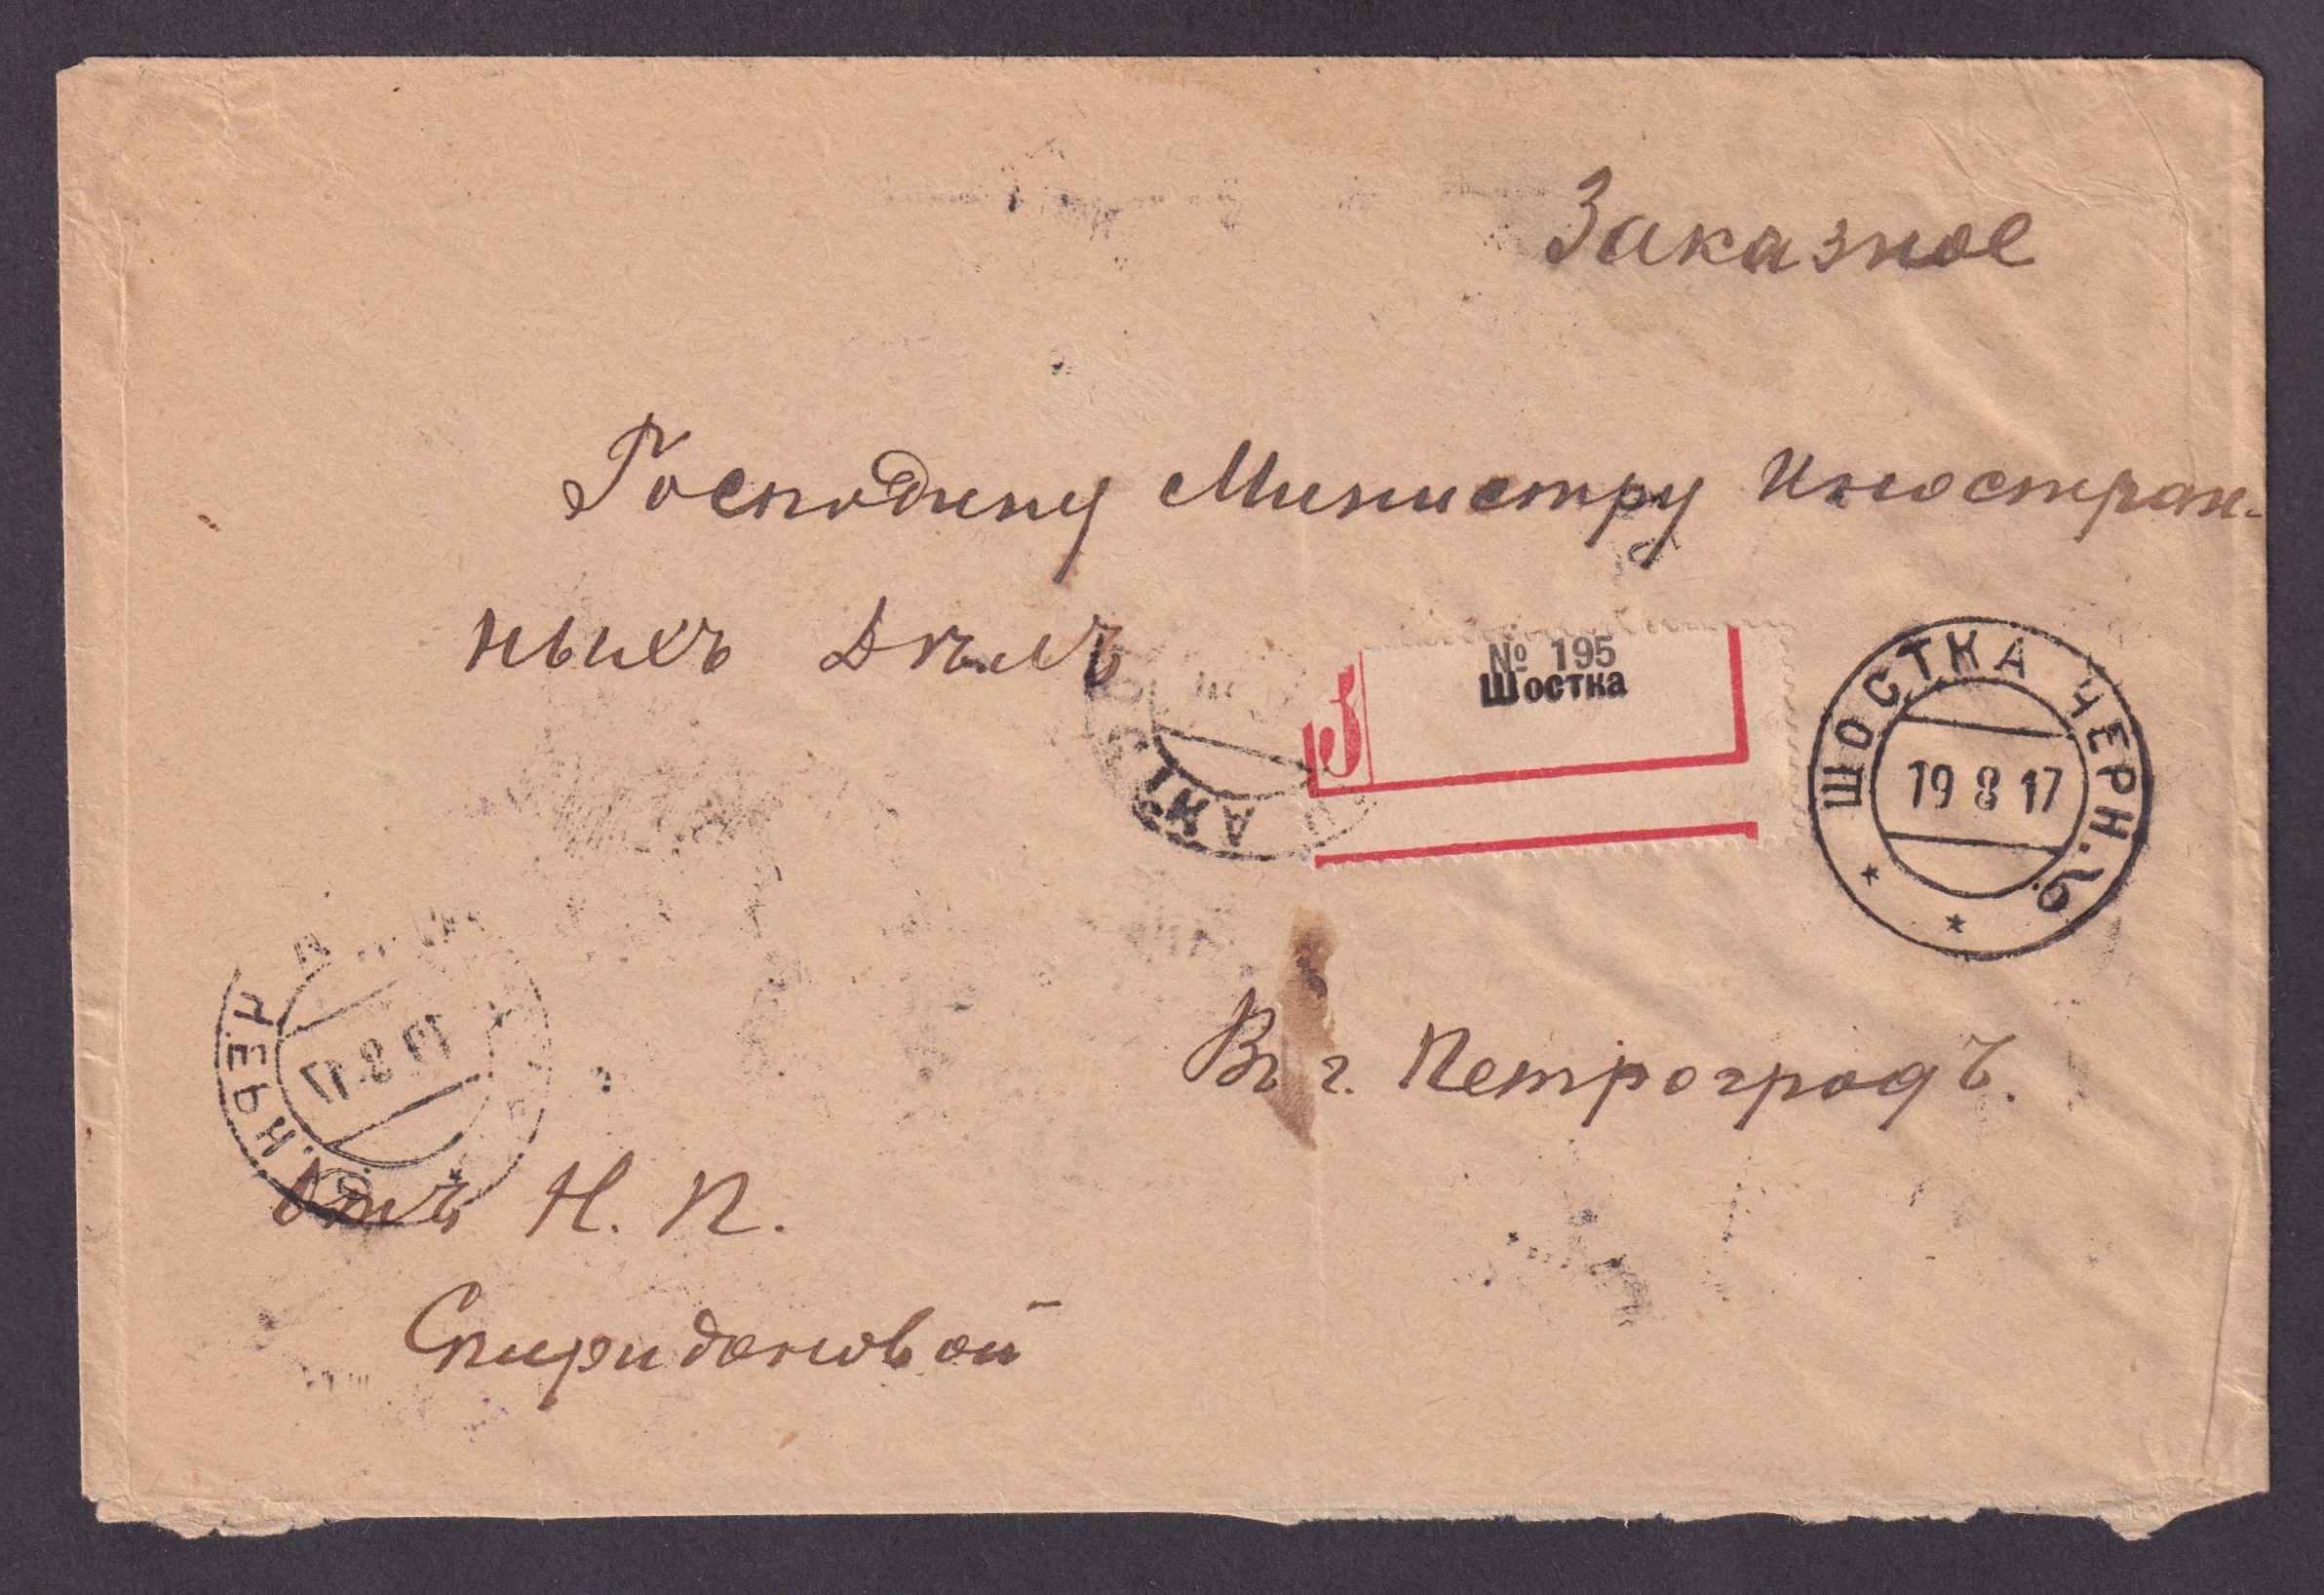 Заказное
Господину Министру Иностран-
ныхъ Дѣлъ
З
№ 195
Шостка
ШОСТКА ЧЕРН. б.
19 8 17
Въ г. Петроградъ.
19 8 17
Отъ Н. П.
Спиридоновой